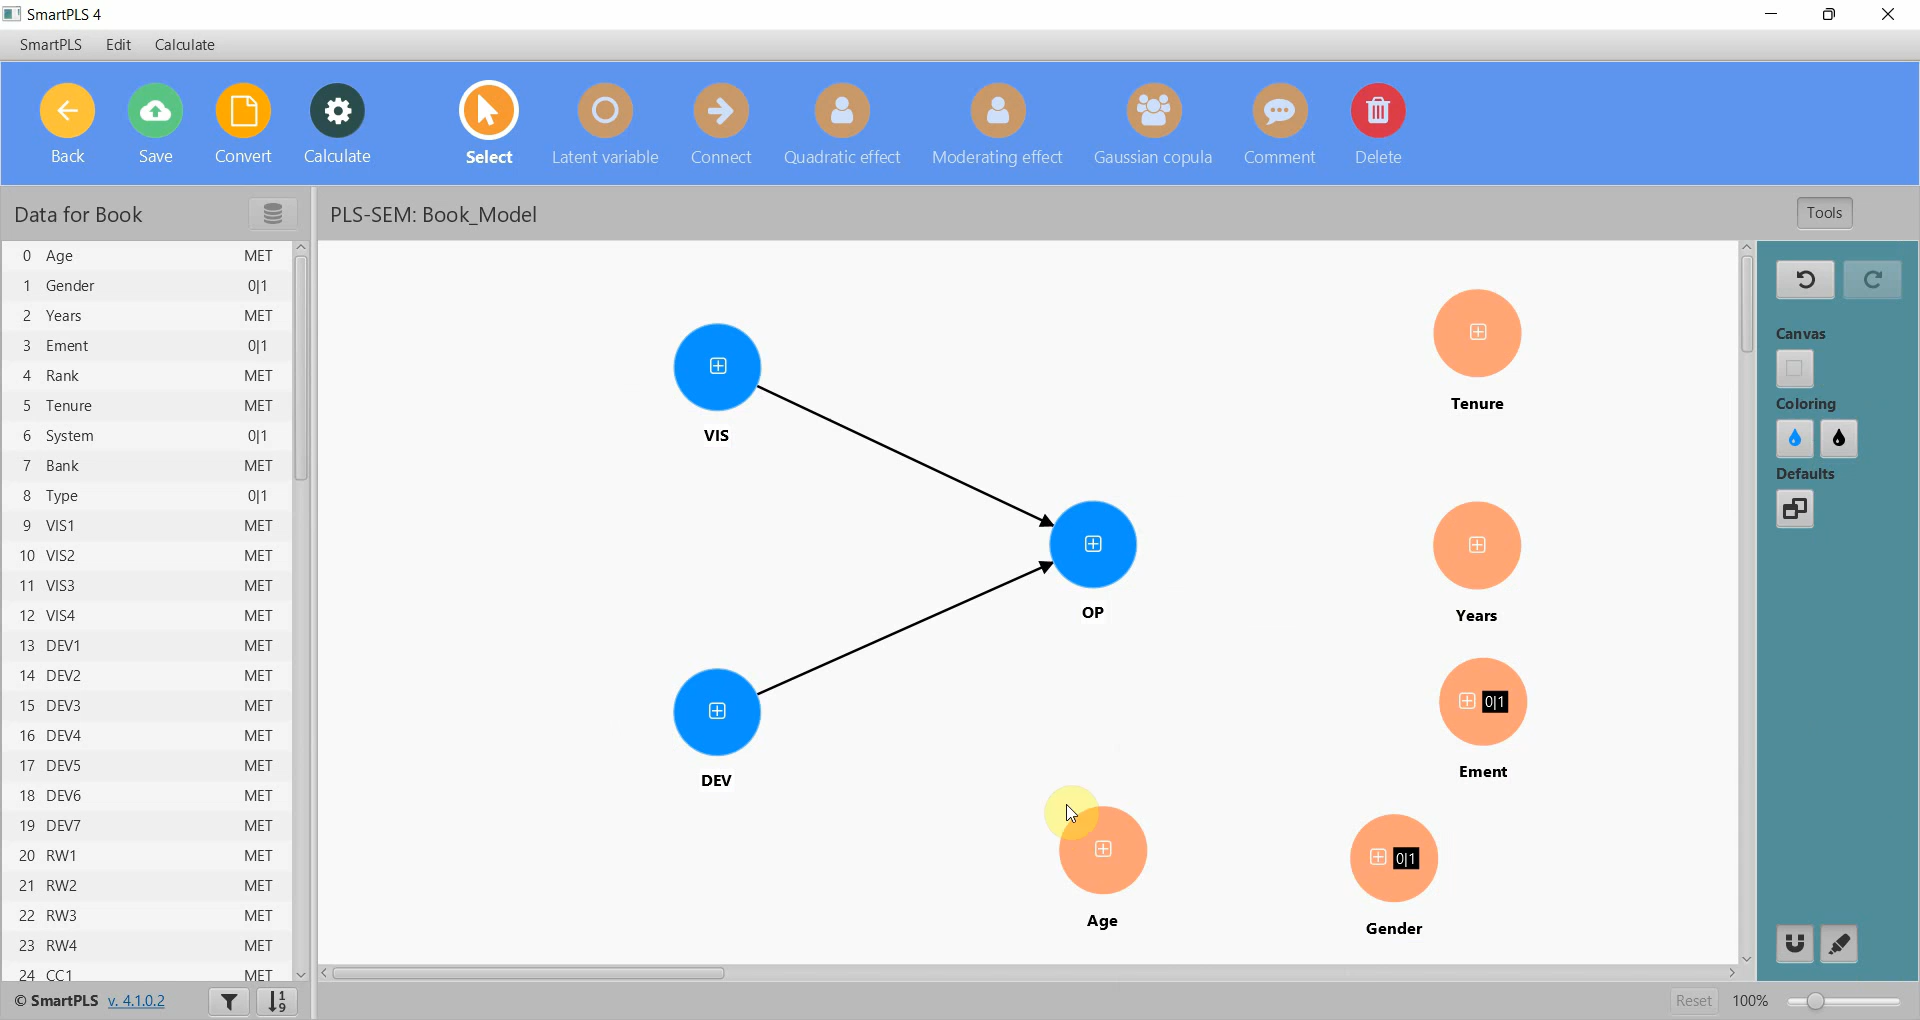 SmartPLS 4
SmartPLS Edit Calculate
Back Save Convert Calculate Select Latent variable Connect Quadratic effect Moderating effect Gaussian copula Comment Delete
Data for Book
PLS-SEM: Book_Model
Tools
0 Age MET
1 Gender 0|1
2 Years MET
3 Ement 0|1
4 Rank MET
5 Tenure MET
6 System 0|1
7 Bank MET
8 Type 0|1
9 VIS1 MET
10 VIS2 MET
11 VIS3 MET
12 VIS4 MET
13 DEV1 MET
14 DEV2 MET
15 DEV3 MET
16 DEV4 MET
17 DEV5 MET
18 DEV6 MET
19 DEV7 MET
20 RW1 MET
21 RW2 MET
22 RW3 MET
23 RW4 MET
24 CC1 MET
VIS
DEV
OP
Tenure
Years
0|1
Ement
Age
0|1
Gender
Canvas
Coloring
Defaults
© SmartPLS v. 4.1.0.2
1
9
Reset 100%